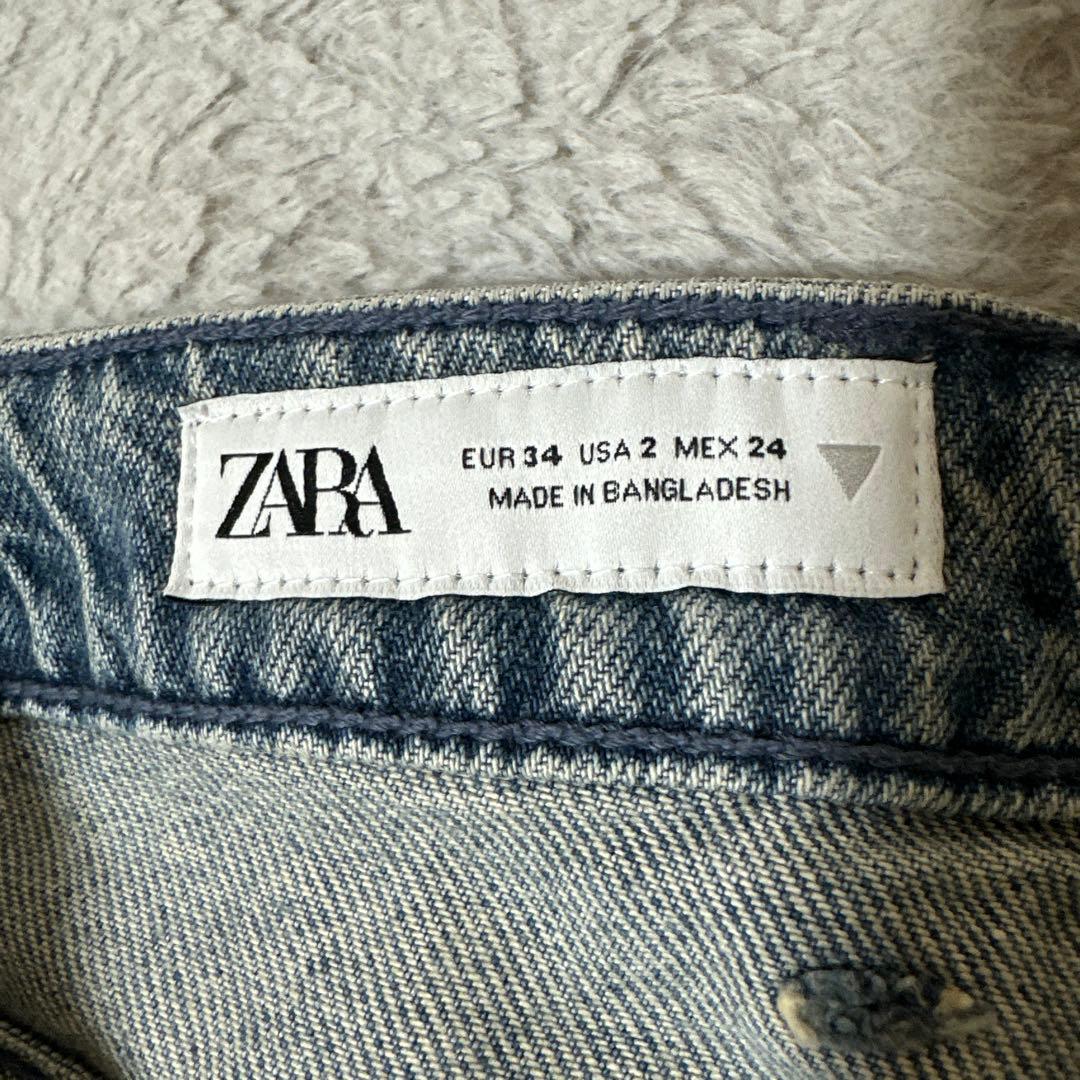 ZARA
EUR 34 USA 2 MEX 24
MADE IN BANGLADESH